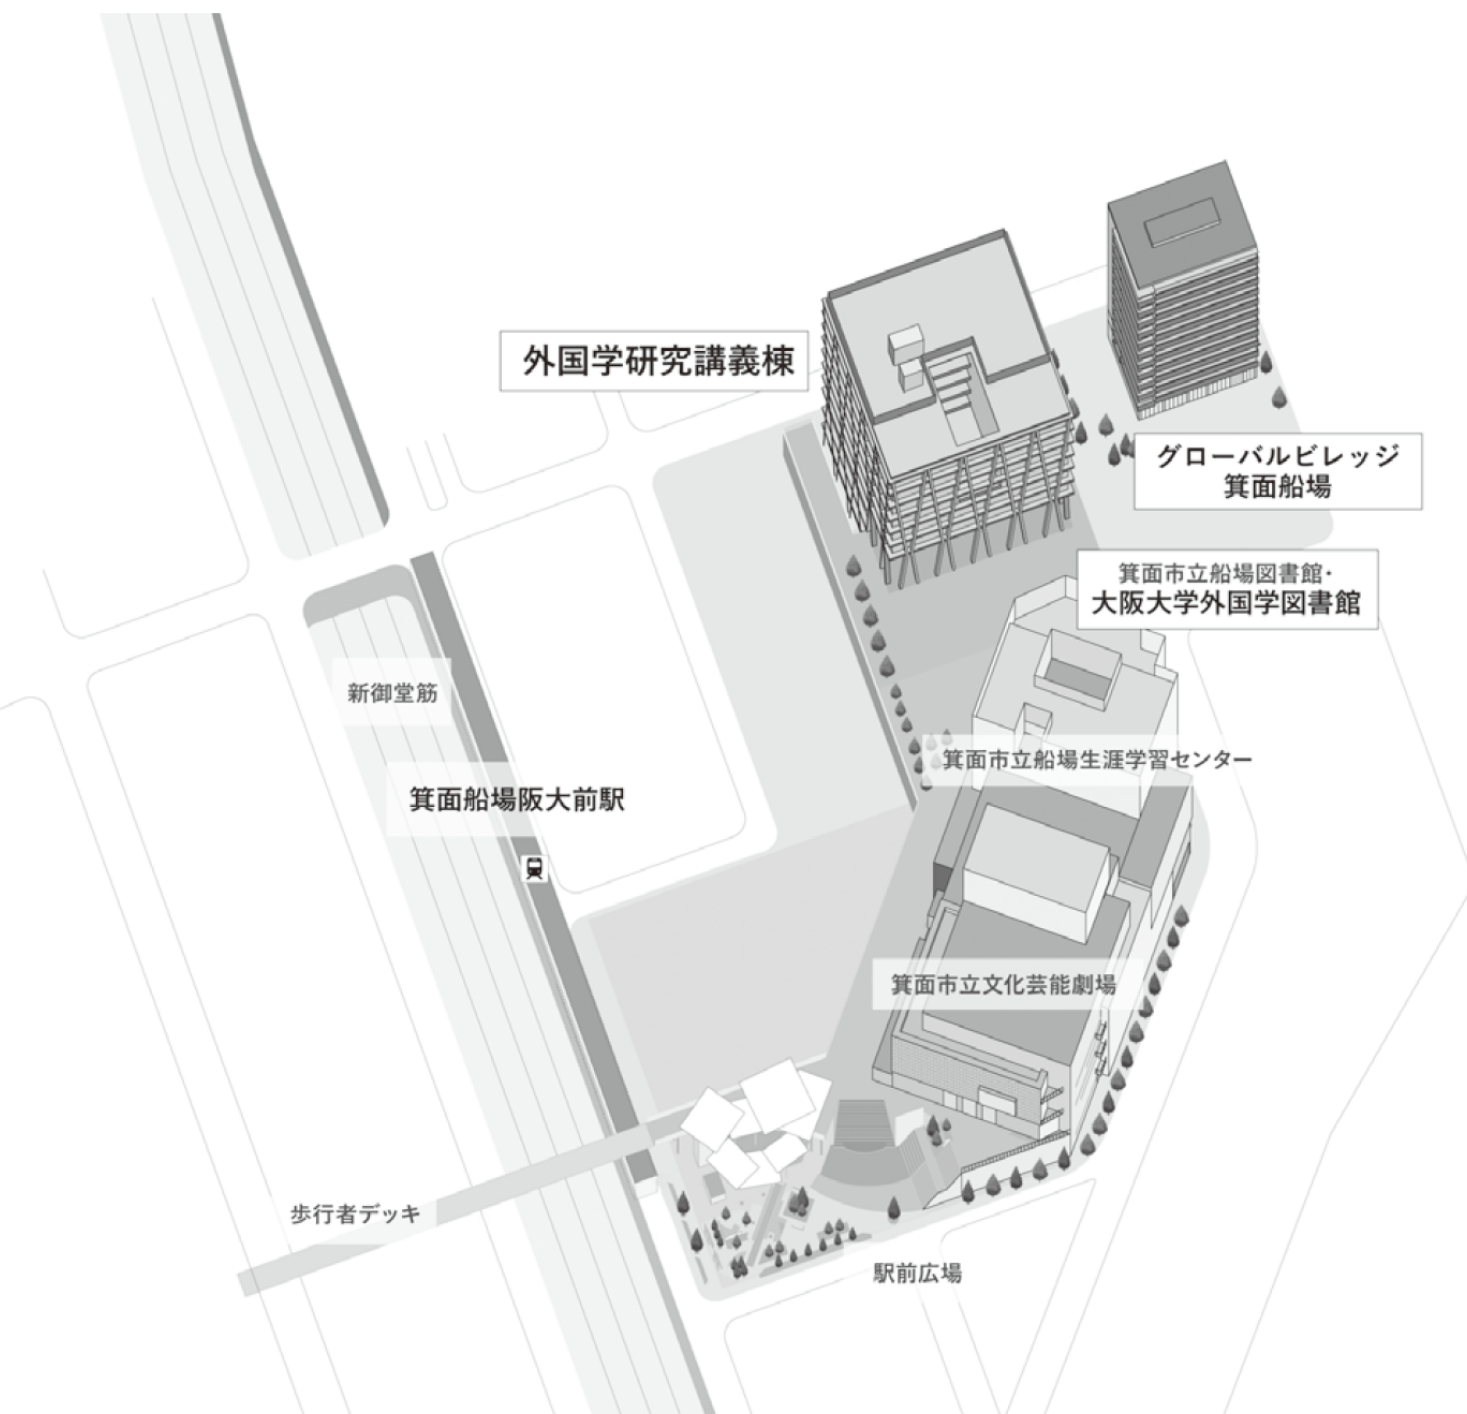 外国学研究講義棟
グローバルビレッジ
箕面船場
箕面市立船場図書館・
大阪大学外国学図書館
新御堂筋
箕面市立船場生涯学習センター
箕面船場阪大前駅
箕面市立文化芸能劇場
歩行者デッキ
駅前広場